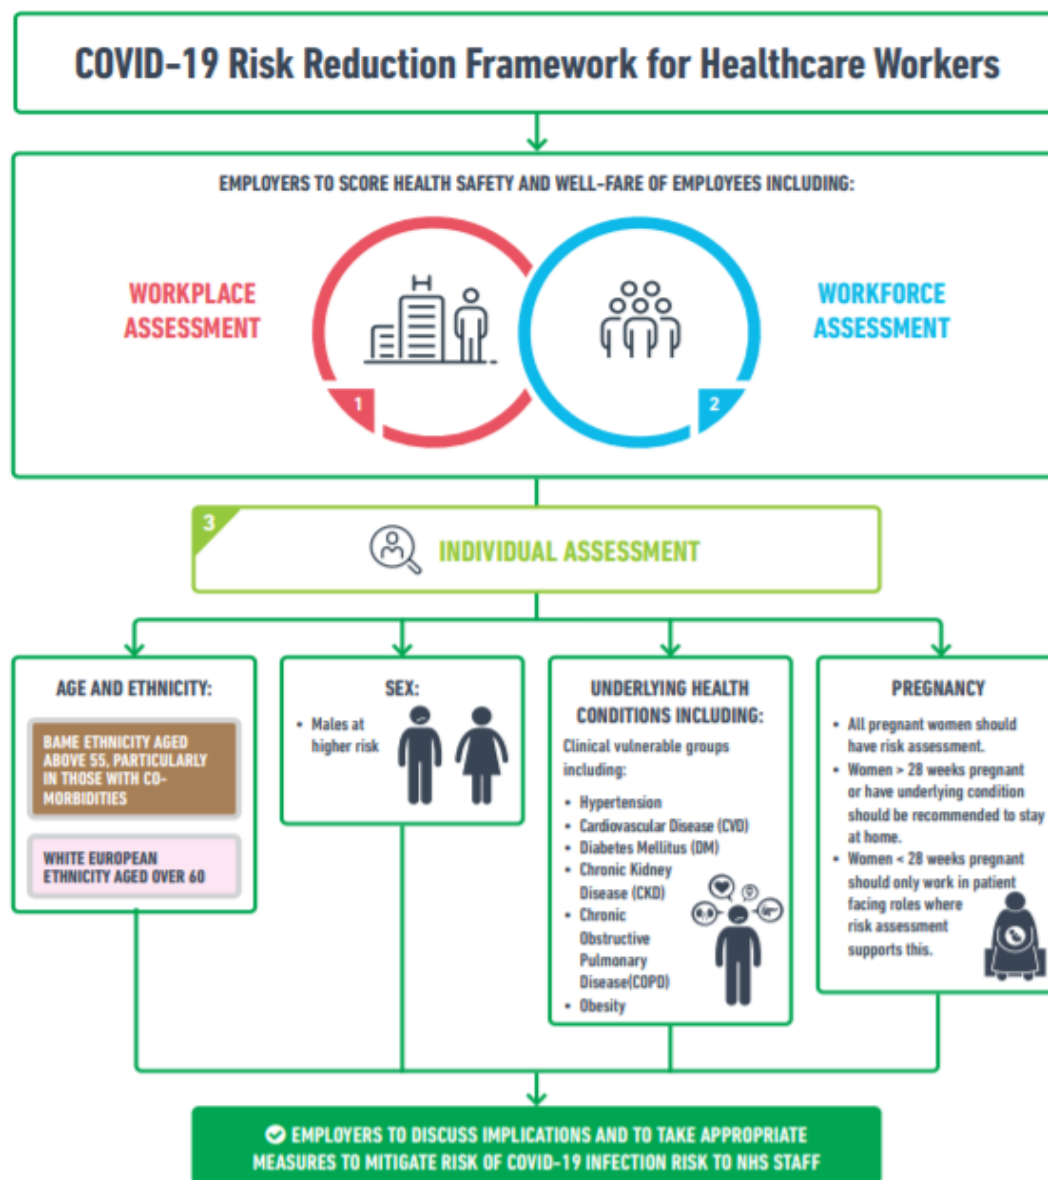 COVID-19 Risk Reduction Framework for Healthcare Workers
EMPLOYERS TO SCORE HEALTH SAFETY AND WELL-FARE OF EMPLOYEES INCLUDING:
WORKPLACE
ASSESSMENT
H
1
WORKFORCE
ASSESSMENT
2
3
INDIVIDUAL ASSESSMENT
AGE AND ETHNICITY:
BAME ETHNICITY AGED
ABOVE 55, PARTICULARLY
IN THOSE WITH CO-
MORBIDITIES
WHITE EUROPEAN
ETHNICITY AGED OVER 60
SEX:
• Males at
higher risk
UNDERLYING HEALTH
CONDITIONS INCLUDING:
Clinical vulnerable groups
including:
• Hypertension
• Cardiovascular Disease (CVD)
• Diabetes Mellitus (DM)
• Chronic Kidney
Disease (CKD)
• Chronic
Obstructive
Pulmonary
Disease(COPD)
• Obesity
PREGNANCY
• All pregnant women should
have risk assessment.
• Women > 28 weeks pregnant
or have underlying condition
should be recommended to stay
at home.
• Women < 28 weeks pregnant
should only work in patient
facing roles where
risk assessment
supports this.
EMPLOYERS TO DISCUSS IMPLICATIONS AND TO TAKE APPROPRIATE
MEASURES TO MITIGATE RISK OF COVID-19 INFECTION RISK TO NHS STAFF